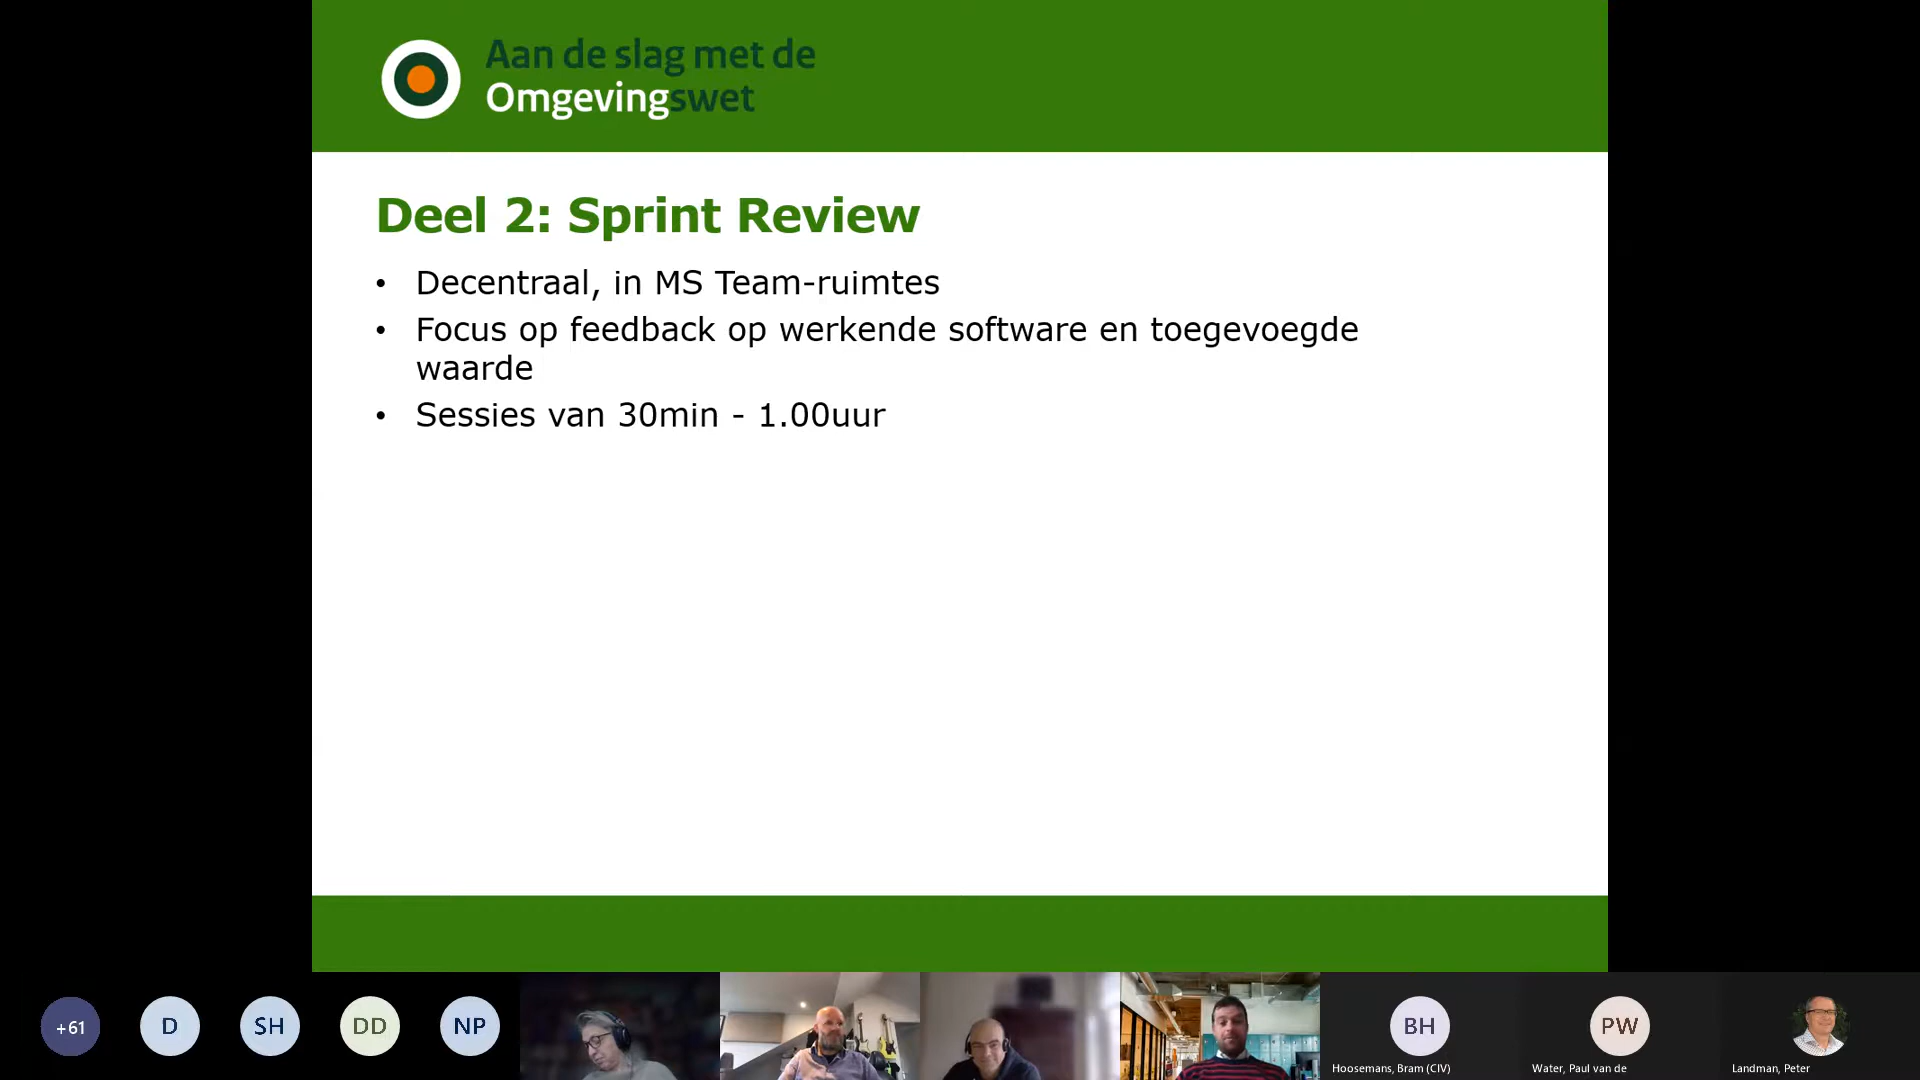 Aan de slag met de
Omgevingswet
Deel 2: Sprint Review
• Decentraal, in MS Team-ruimtes
• Focus op feedback op werkende software en toegevoegde
waarde
• Sessies van 30min - 1.00uur
+61
D
SH
DD
NP
BH
PW
Hoosemans, Bram (CIV)
Water, Paul van de
Landman, Peter